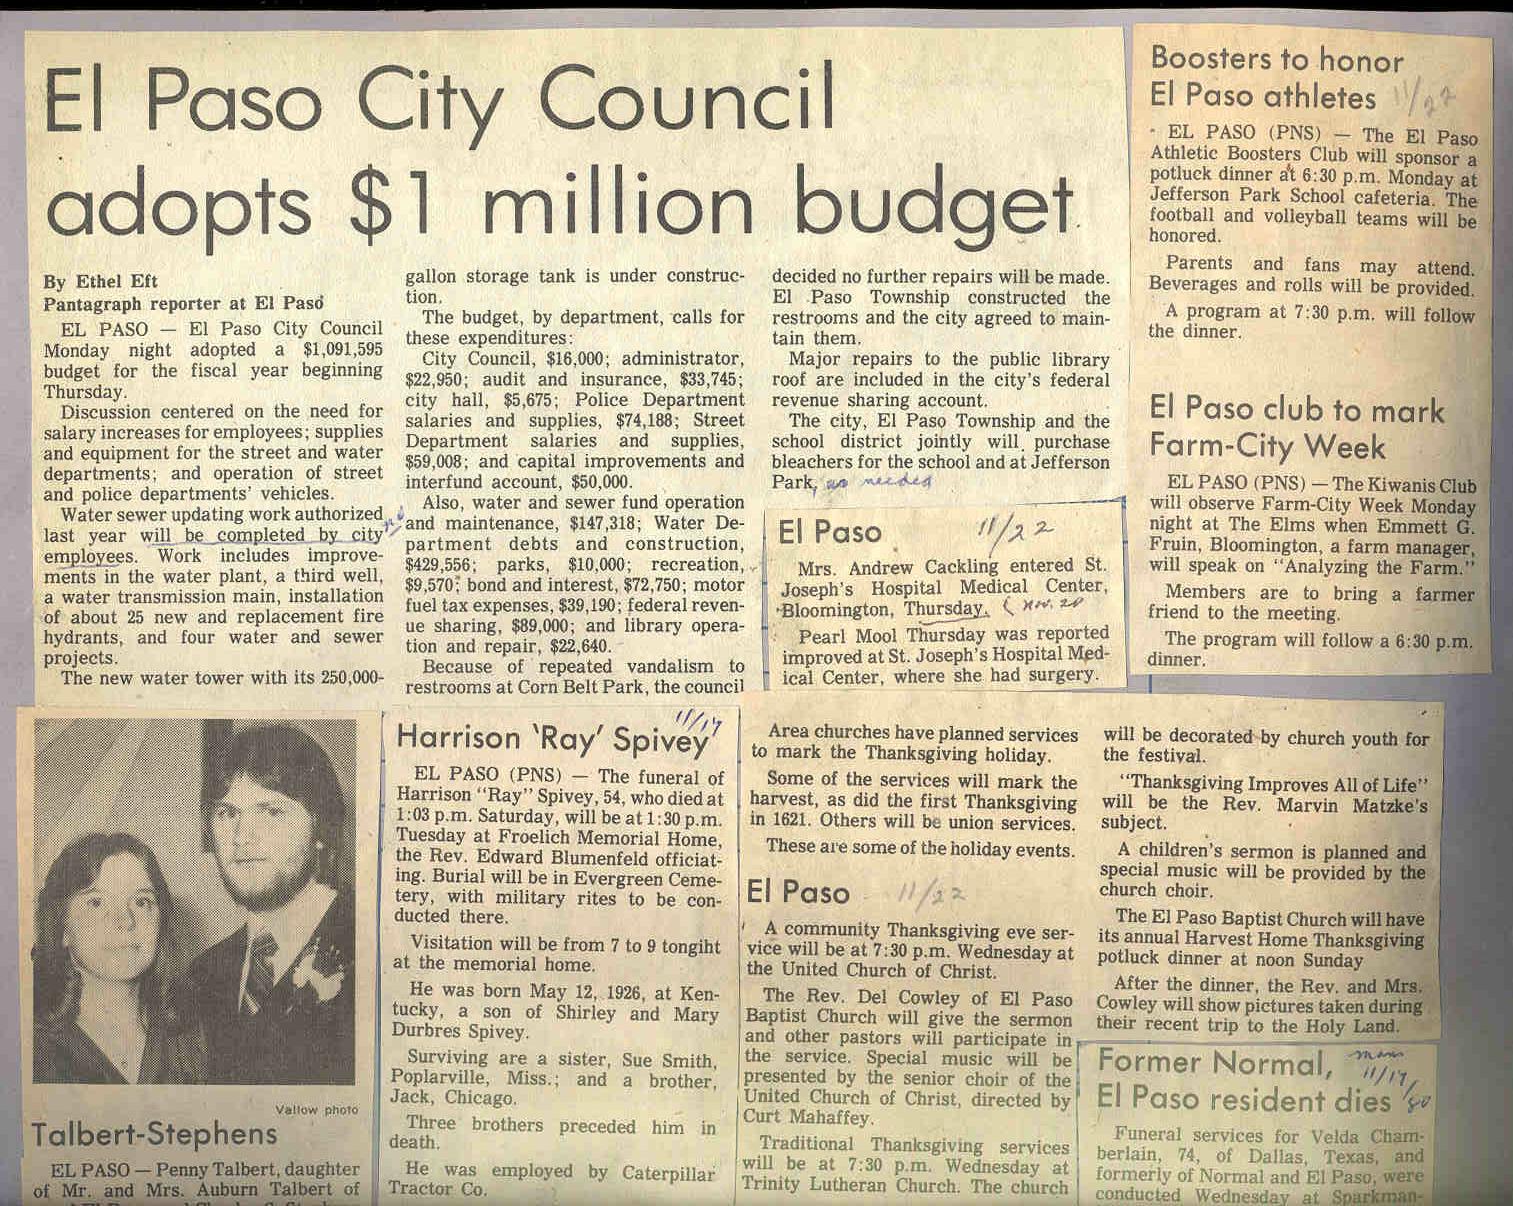 El Paso City Council
adopts $1 million budget
By Ethel Eft
Pantagraph reporter at El Paso
EL PASO — El Paso City Council
Monday night adopted a $1,091,595
budget for the fiscal year beginning
Thursday.
Discussion centered on the need for
salary increases for employees; supplies
and equipment for the street and water
departments; and operation of street
and police departments' vehicles.
Water sewer updating work authorized
last year will be completed by city
employees. Work includes improve-
ments in the water plant, a third well,
a water transmission main, installation
of about 25 new and replacement fire
hydrants, and four water and sewer
projects.
The new water tower with its 250,000-
gallon storage tank is under construc-
tion.
The budget, by department, calls for
these expenditures:
City Council, $16,000; administrator,
$22,950; audit and insurance, $33,745;
city hall, $5,675; Police Department
salaries and supplies, $74,188; Street
Department salaries and supplies,
$59,008; and capital improvements and
interfund account, $50,000.
Also, water and sewer fund operation
and maintenance, $147,318; Water De-
partment debts and construction,
$429,556; parks, $10,000; recreation,
$9,570; bond and interest, $72,750; motor
fuel tax expenses, $39,190; federal reven-
ue sharing, $89,000; and library opera-
tion and repair, $22,640.
Because of repeated vandalism to
restrooms at Corn Belt Park, the council
decided no further repairs will be made.
El Paso Township constructed the
restrooms and the city agreed to main-
tain them.
Major repairs to the public library
roof are included in the city's federal
revenue sharing account.
The city, El Paso Township and the
school district jointly will purchase
bleachers for the school and at Jefferson
Park, as needed
El Paso 11/22
Mrs. Andrew Cackling entered St.
Joseph's Hospital Medical Center,
Bloomington, Thursday. ( Nov. 20
Pearl Mool Thursday was reported
improved at St. Joseph's Hospital Med-
ical Center, where she had surgery.
Boosters to honor
El Paso athletes 11/22
EL PASO (PNS) — The El Paso
Athletic Boosters Club will sponsor a
potluck dinner at 6:30 p.m. Monday at
Jefferson Park School cafeteria. The
football and volleyball teams will be
honored.
Parents and fans may attend.
Beverages and rolls will be provided.
A program at 7:30 p.m. will follow
the dinner.
El Paso club to mark
Farm-City Week
EL PASO (PNS) — The Kiwanis Club
will observe Farm-City Week Monday
night at The Elms when Emmett G.
Fruin, Bloomington, a farm manager,
will speak on "Analyzing the Farm."
Members are to bring a farmer
friend to the meeting.
The program will follow a 6:30 p.m.
dinner.
Vallow photo
Talbert-Stephens
EL PASO — Penny Talbert, daughter
of Mr. and Mrs. Auburn Talbert of
11/17
Harrison 'Ray' Spivey
EL PASO (PNS) — The funeral of
Harrison "Ray" Spivey, 54, who died at
1:03 p.m. Saturday, will be at 1:30 p.m.
Tuesday at Froelich Memorial Home,
the Rev. Edward Blumenfeld officiat-
ing. Burial will be in Evergreen Ceme-
tery, with military rites to be con-
ducted there.
Visitation will be from 7 to 9 tongiht
at the memorial home.
He was born May 12, 1926, at Ken-
tucky, a son of Shirley and Mary
Durbres Spivey.
Surviving are a sister, Sue Smith,
Poplarville, Miss.; and a brother,
Jack, Chicago.
Three brothers preceded him in
death.
He was employed by Caterpillar
Tractor Co.
Area churches have planned services
to mark the Thanksgiving holiday.
Some of the services will mark the
harvest, as did the first Thanksgiving
in 1621. Others will be union services.
These are some of the holiday events.
El Paso 11/22
A community Thanksgiving eve ser-
vice will be at 7:30 p.m. Wednesday at
the United Church of Christ.
The Rev. Del Cowley of El Paso
Baptist Church will give the sermon
and other pastors will participate in
the service. Special music will be
presented by the senior choir of the
United Church of Christ, directed by
Curt Mahaffey.
Traditional Thanksgiving services
will be at 7:30 p.m. Wednesday at
Trinity Lutheran Church. The church
will be decorated by church youth for
the festival.
"Thanksgiving Improves All of Life"
will be the Rev. Marvin Matzke's
subject.
A children's sermon is planned and
special music will be provided by the
church choir.
The El Paso Baptist Church will have
its annual Harvest Home Thanksgiving
potluck dinner at noon Sunday
After the dinner, the Rev. and Mrs.
Cowley will show pictures taken during
their recent trip to the Holy Land.
Former Normal,
El Paso resident dies 11/17/80
Funeral services for Velda Cham-
berlain, 74, of Dallas, Texas, and
formerly of Normal and El Paso, were
conducted Wednesday at Sparkman-